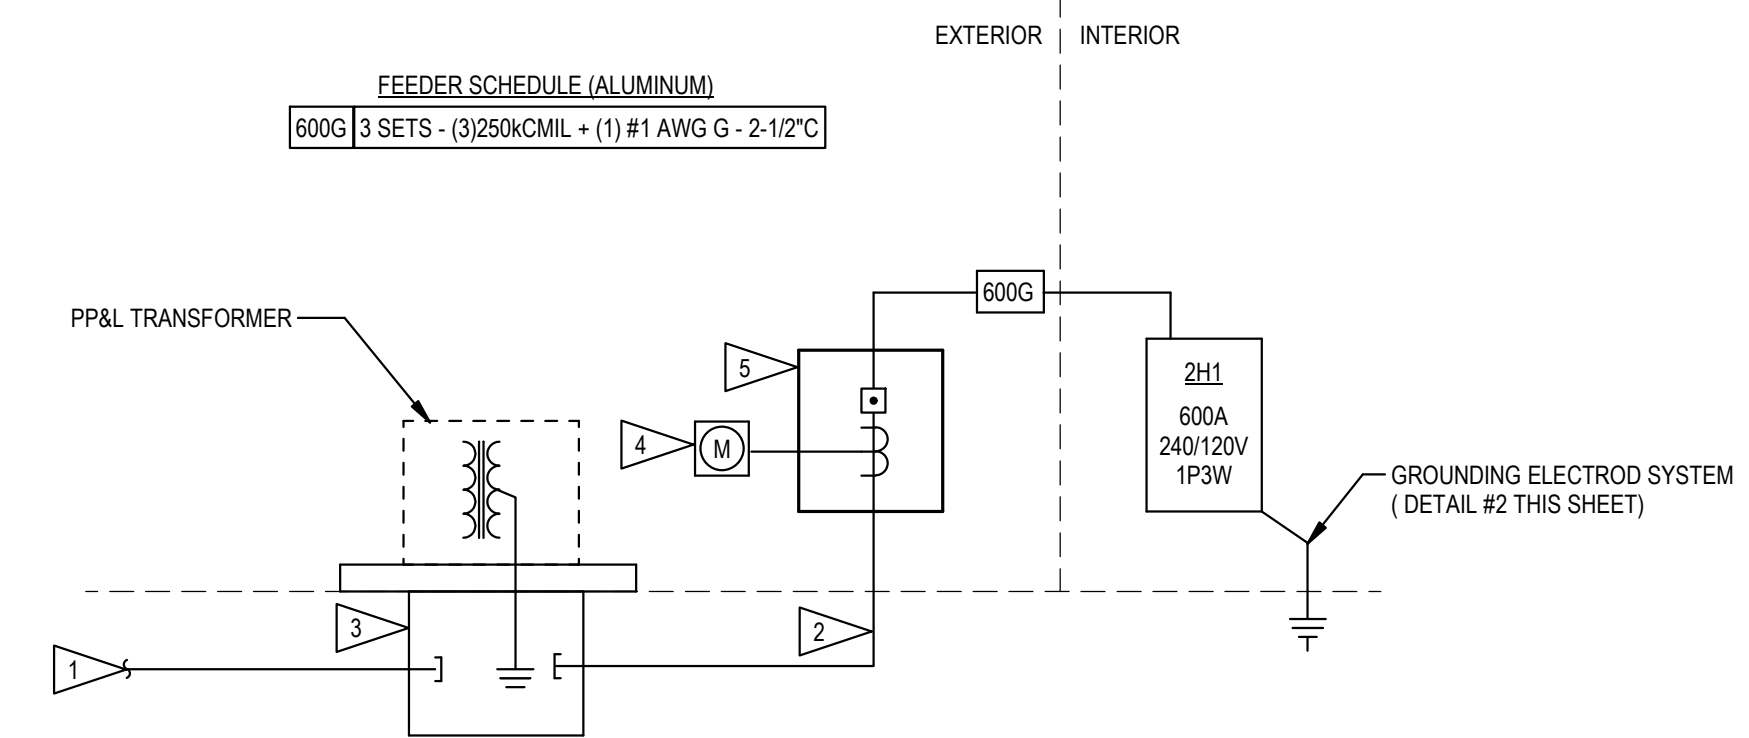 EXTERIOR
INTERIOR
FEEDER SCHEDULE (ALUMINUM)
600G 3 SETS - (3)250kCMIL + (1) #1 AWG G - 2-1/2"C
600G
PP&L TRANSFORMER
5
2H1
600A
240/120V
1P3W
4
M
GROUNDING ELECTROD SYSTEM
( DETAIL #2 THIS SHEET)
3
2
1